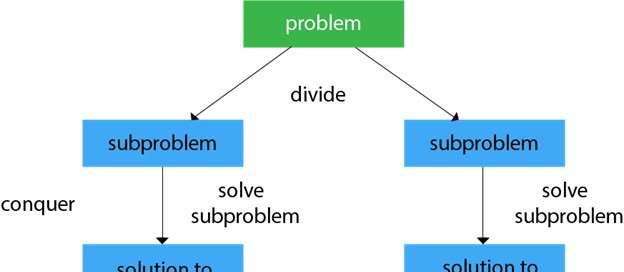 problem
divide
subproblem
subproblem
conquer
solve
subproblem
solve
subproblem
solution to
solution to